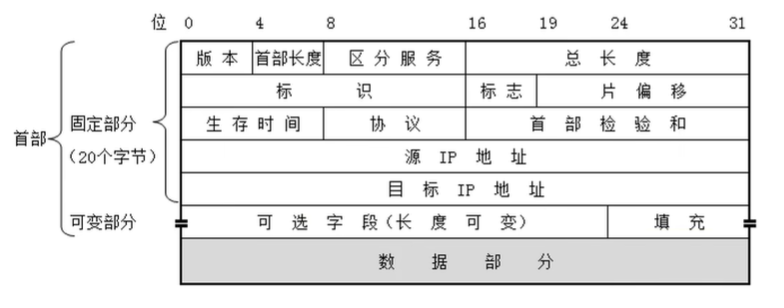 位 0 4 8 16 19 24 31
版 本 首部长度 区 分 服 务 总 长 度
标 识 标 志 片 偏 移
生 存 时 间 协 议 首 部 检 验 和
源 IP 地 址
目 标 IP 地 址
可 选 字 段 (长 度 可 变) 填 充
数 据 部 分
首部
固定部分
(20个字节)
可变部分